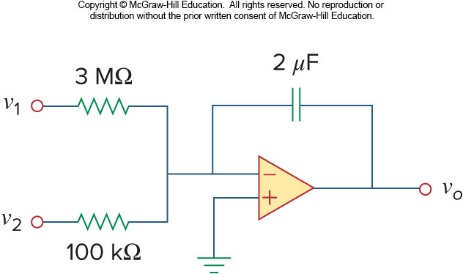 Copyright © McGraw-Hill Education. All rights reserved. No reproduction or
distribution without the prior written consent of McGraw-Hill Education.
3 MΩ
2 μF
v1
−
+
vo
v2
100 kΩ